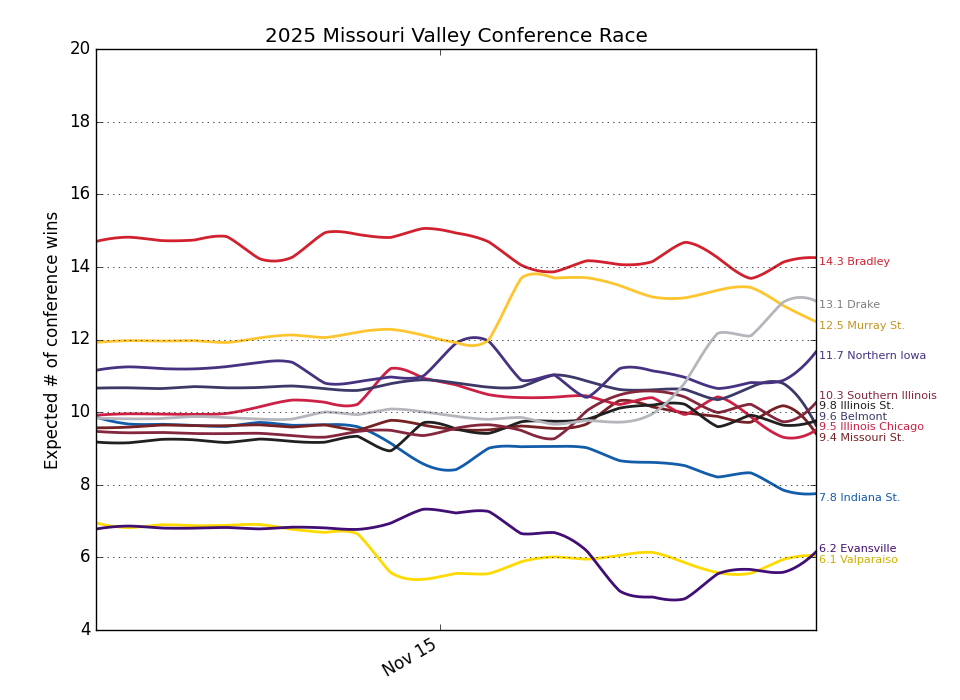 2025 Missouri Valley Conference Race
Expected # of conference wins
20
18
16
14
12
10
8
6
4
Nov 15
14.3 Bradley
13.1 Drake
12.5 Murray St.
11.7 Northern Iowa
10.3 Southern Illinois
9.8 Illinois St.
9.6 Belmont
9.5 Illinois Chicago
9.4 Missouri St.
7.8 Indiana St.
6.2 Evansville
6.1 Valparaiso